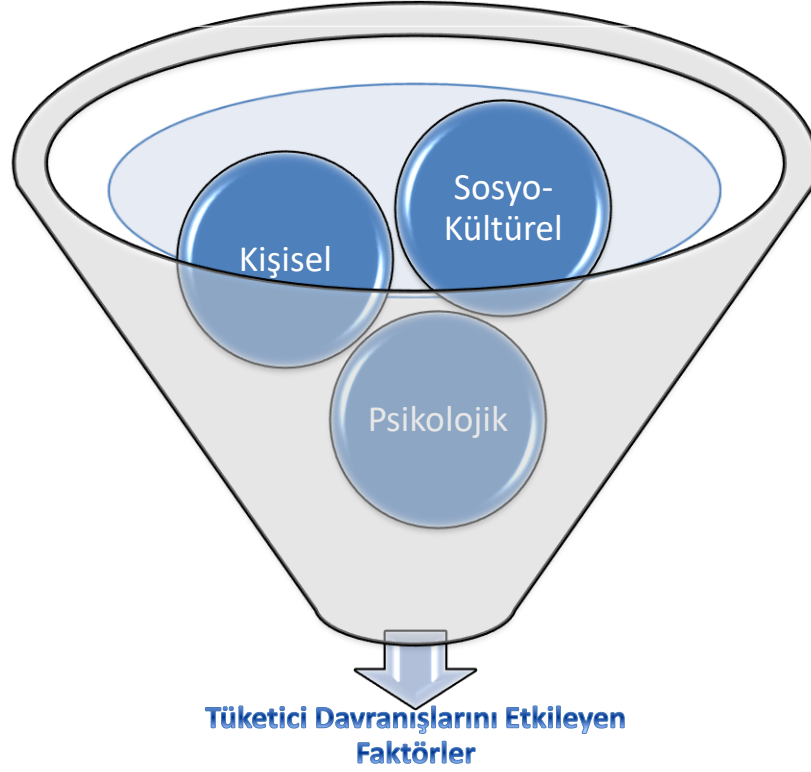 Sosyo-
Kültürel
Kişisel
Psikolojik
Tüketici Davranışlarını Etkileyen
Faktörler